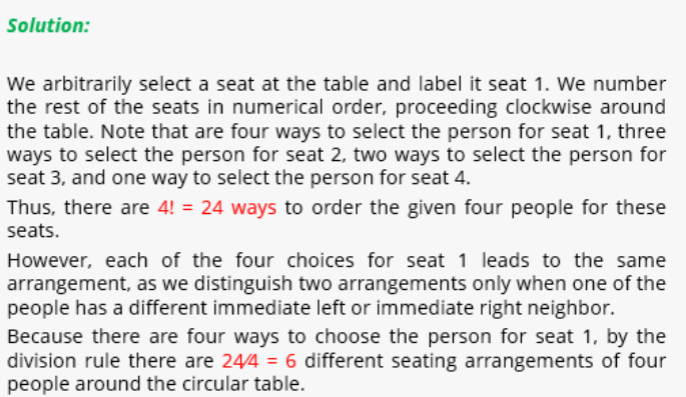 Solution:
We arbitrarily select a seat at the table and label it seat 1. We number
the rest of the seats in numerical order, proceeding clockwise around
the table. Note that are four ways to select the person for seat 1, three
ways to select the person for seat 2, two ways to select the person for
seat 3, and one way to select the person for seat 4.
Thus, there are 4! = 24 ways to order the given four people for these
seats.
However, each of the four choices for seat 1 leads to the same
arrangement, as we distinguish two arrangements only when one of the
people has a different immediate left or immediate right neighbor.
Because there are four ways to choose the person for seat 1, by the
division rule there are 24/4 = 6 different seating arrangements of four
people around the circular table.